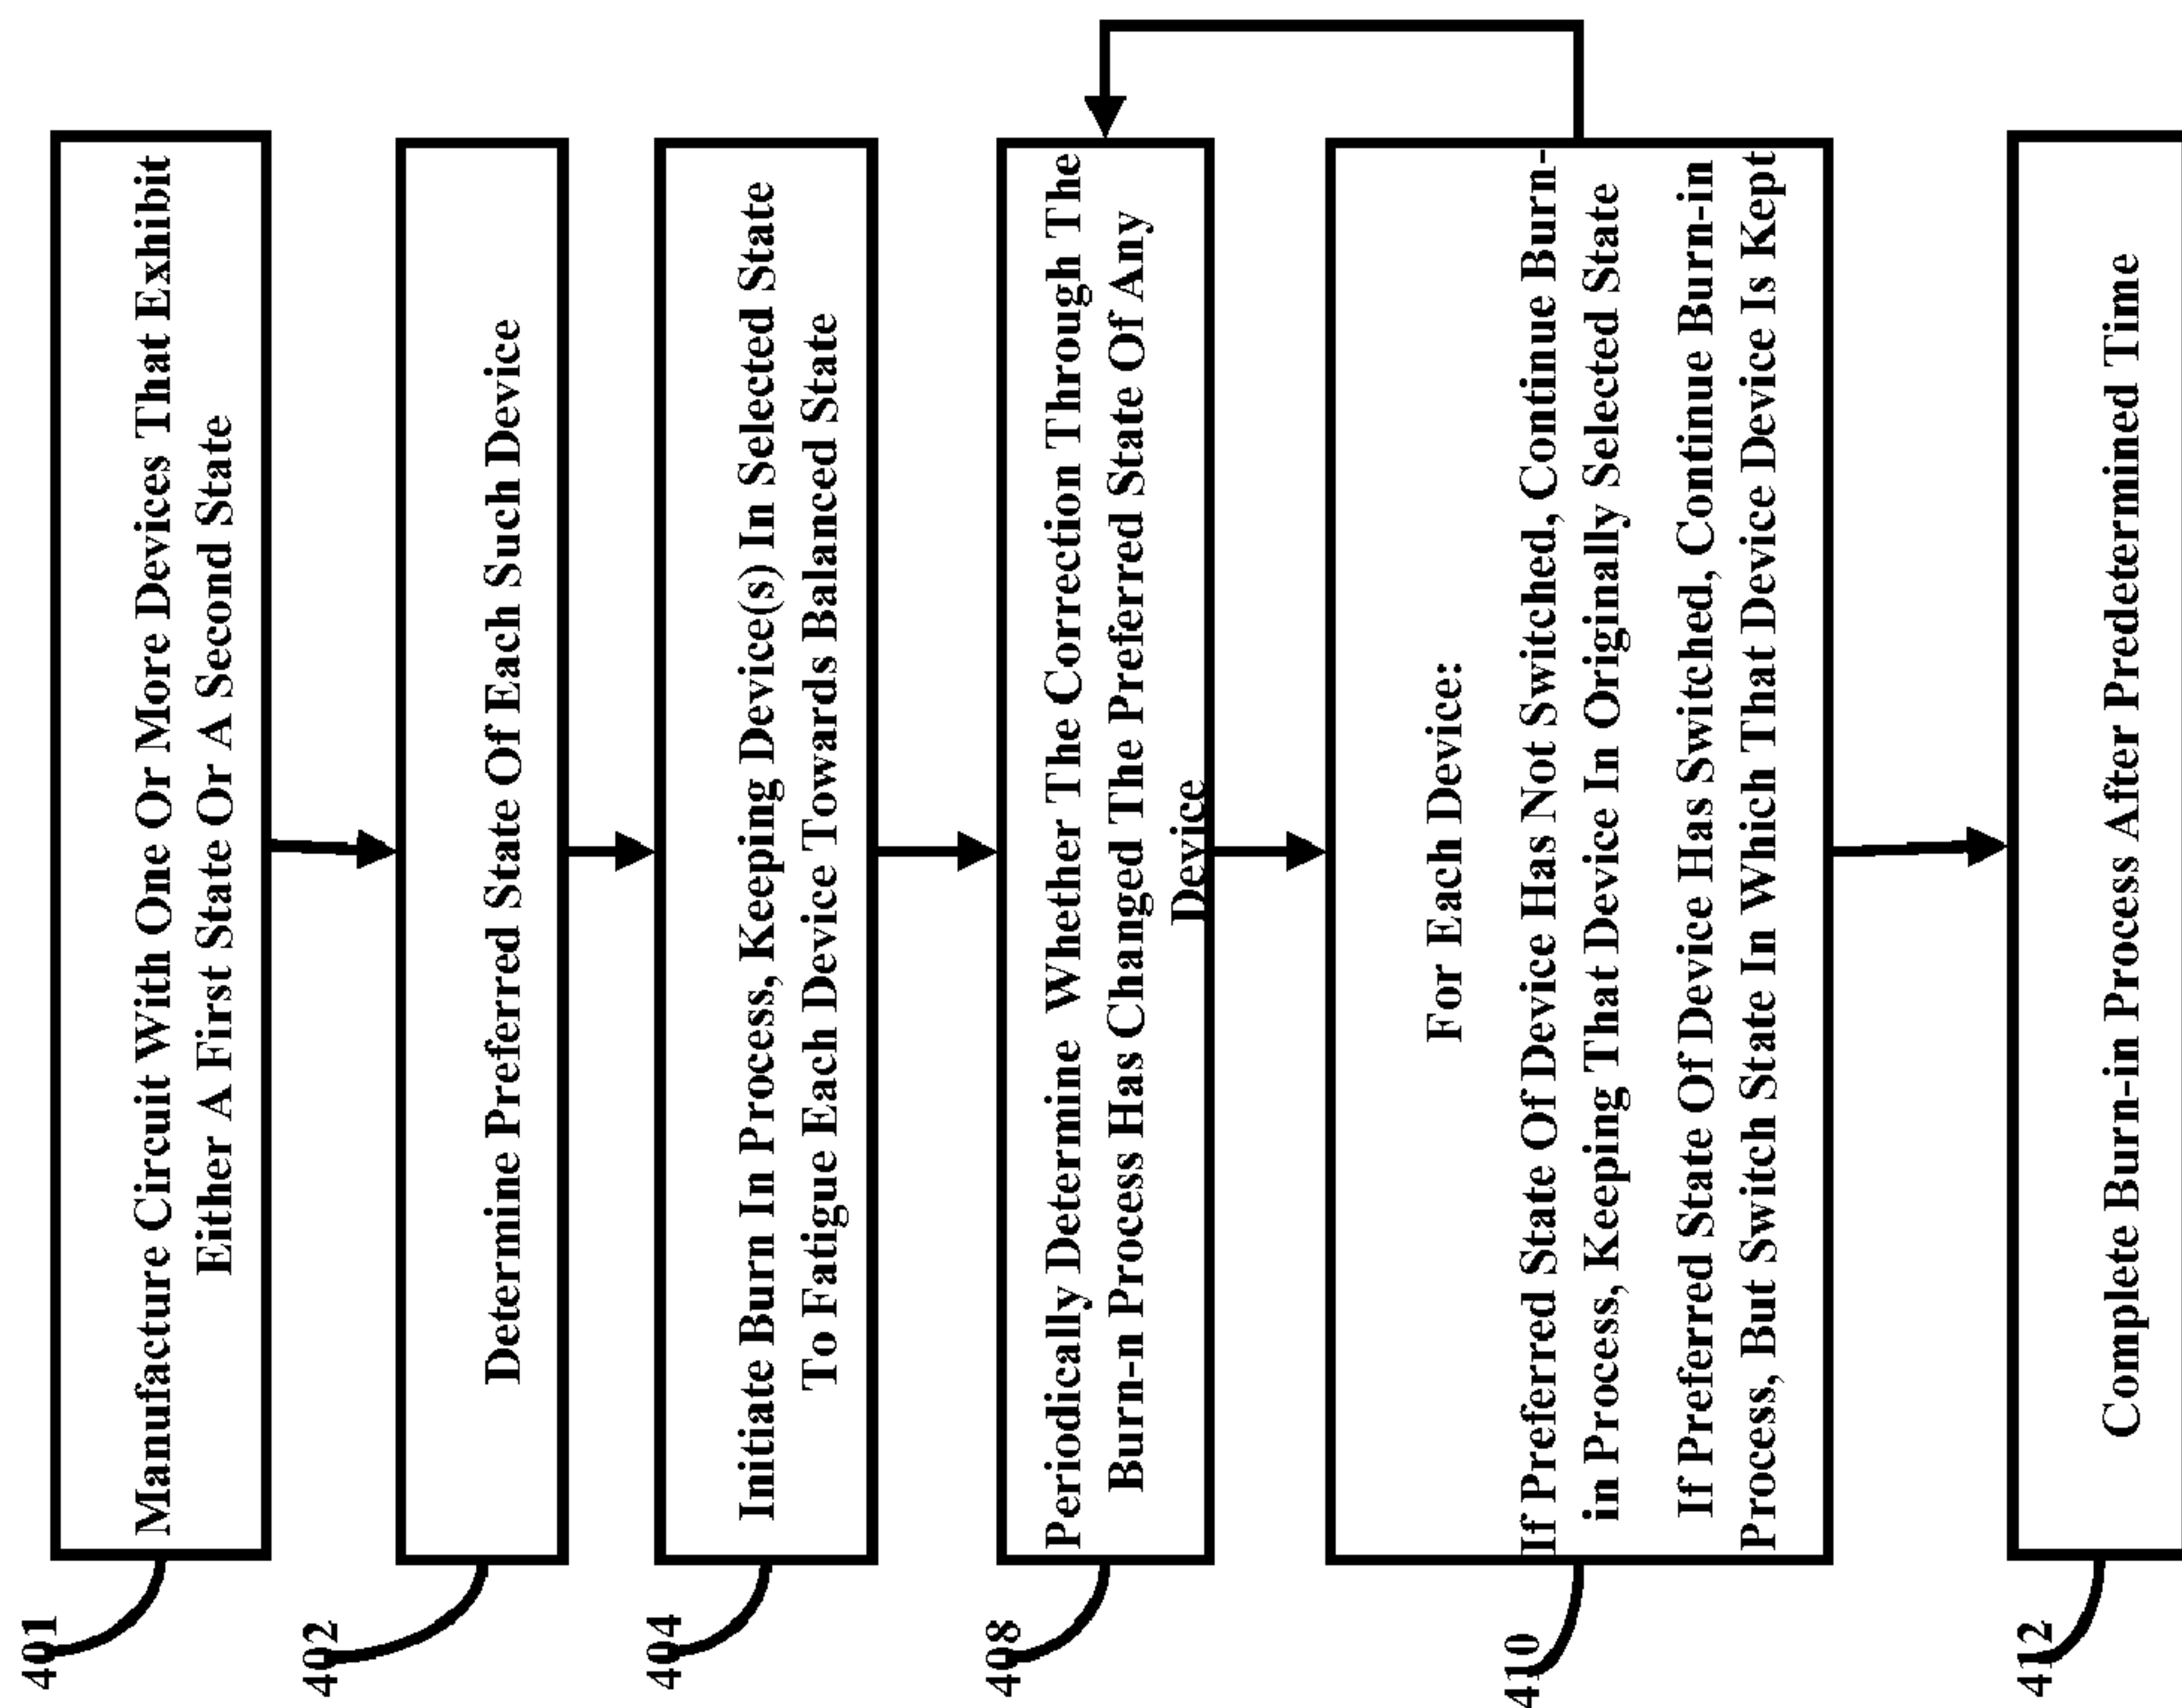 401
Manufacture Circuit With One Or More Devices That Exhibit
Either A First State Or A Second State
402
Determine Preferred State Of Each Such Device
404
Initiate Burn In Process, Keeping Device(s) In Selected State
To Fatigue Each Device Towards Balanced State
408
Periodically Determine Whether The Correction Through The
Burn-n Process Has Changed The Preferred State Of Any
Device
410
For Each Device:
If Preferred State Of Device Has Not Switched, Continue Burn-
in Process, Keeping That Device In Originally Selected State
If Preferred State Of Device Has Switched, Continue Burn-in
Process, But Switch State In Which That Device Device Is Kept
412
Complete Burn-in Process After Predetermined Time